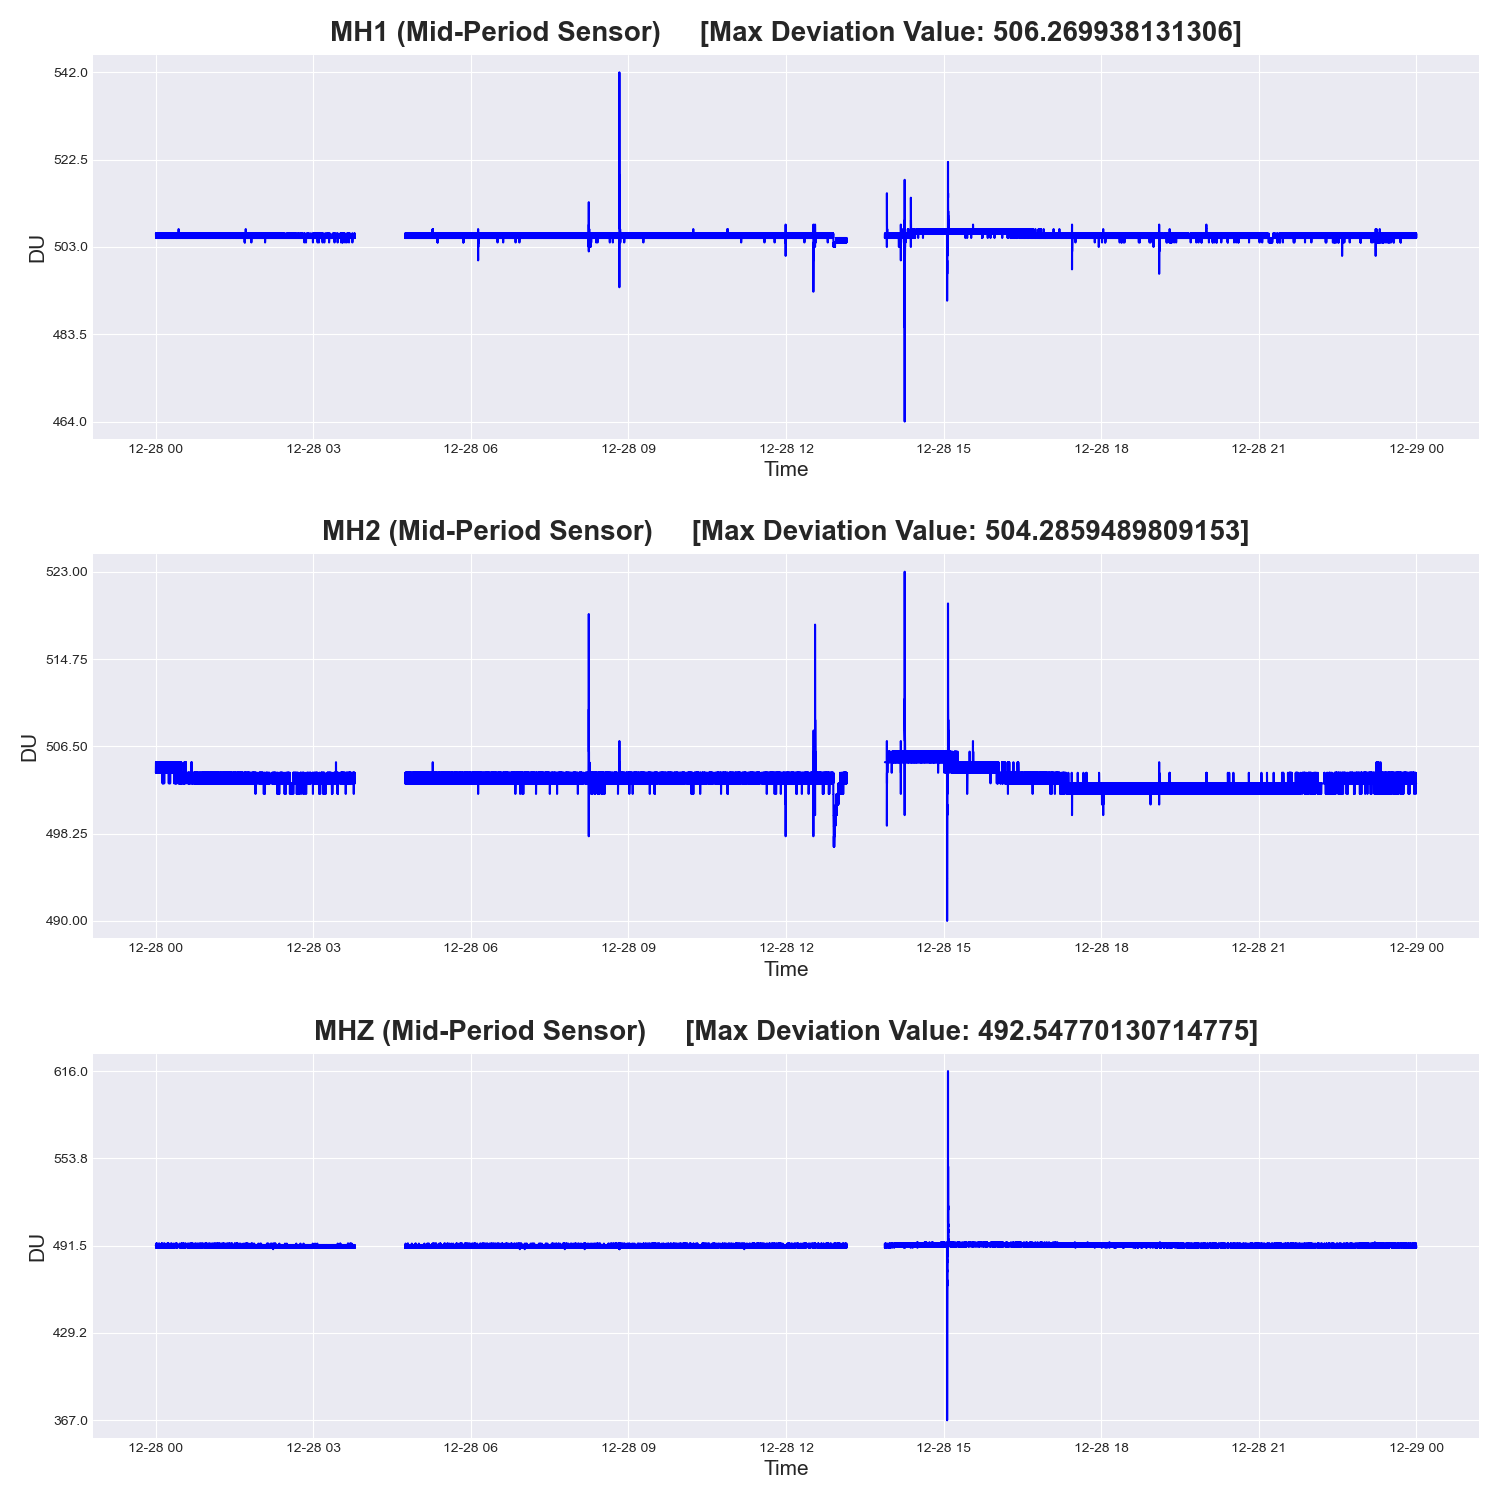 MH1 (Mid-Period Sensor) [Max Deviation Value: 506.269938131306]
542.0
522.5
503.0
483.5
464.0
DU
12-28 00 12-28 03 12-28 06 12-28 09 12-28 12 12-28 15 12-28 18 12-28 21 12-29 00
Time
MH2 (Mid-Period Sensor) [Max Deviation Value: 504.2859489809153]
523.00
514.75
506.50
498.25
490.00
DU
12-28 00 12-28 03 12-28 06 12-28 09 12-28 12 12-28 15 12-28 18 12-28 21 12-29 00
Time
MHZ (Mid-Period Sensor) [Max Deviation Value: 492.54770130714775]
616.0
553.8
491.5
429.2
367.0
DU
12-28 00 12-28 03 12-28 06 12-28 09 12-28 12 12-28 15 12-28 18 12-28 21 12-29 00
Time